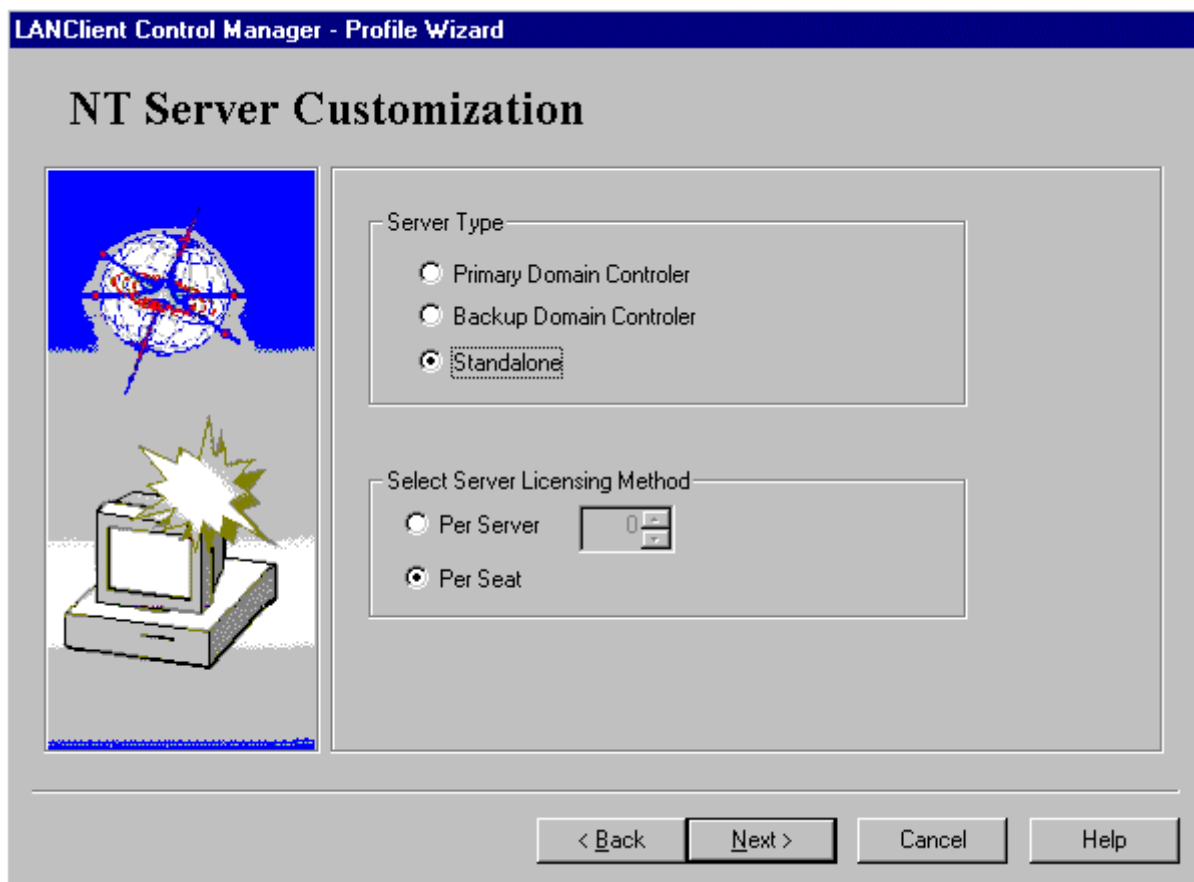 LANClient Control Manager - Profile Wizard
NT Server Customization
Server Type
Primary Domain Controler
Backup Domain Controler
Standalone
Select Server Licensing Method
Per Server 0
Per Seat
< Back Next > Cancel Help